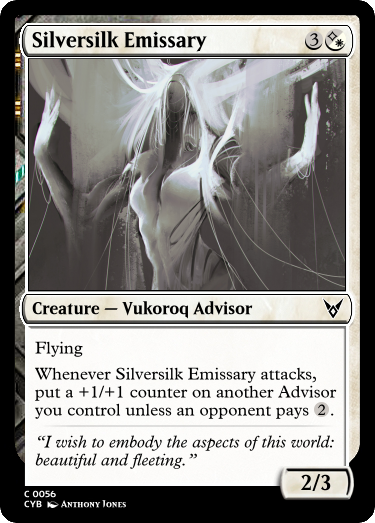 Silversilk Emissary 3
Creature — Vukoroq Advisor
Flying
Whenever Silversilk Emissary attacks,
put a +1/+1 counter on another Advisor
you control unless an opponent pays 2.
“I wish to embody the aspects of this world:
beautiful and fleeting.”
2/3
C 0056
CYB Anthony Jones